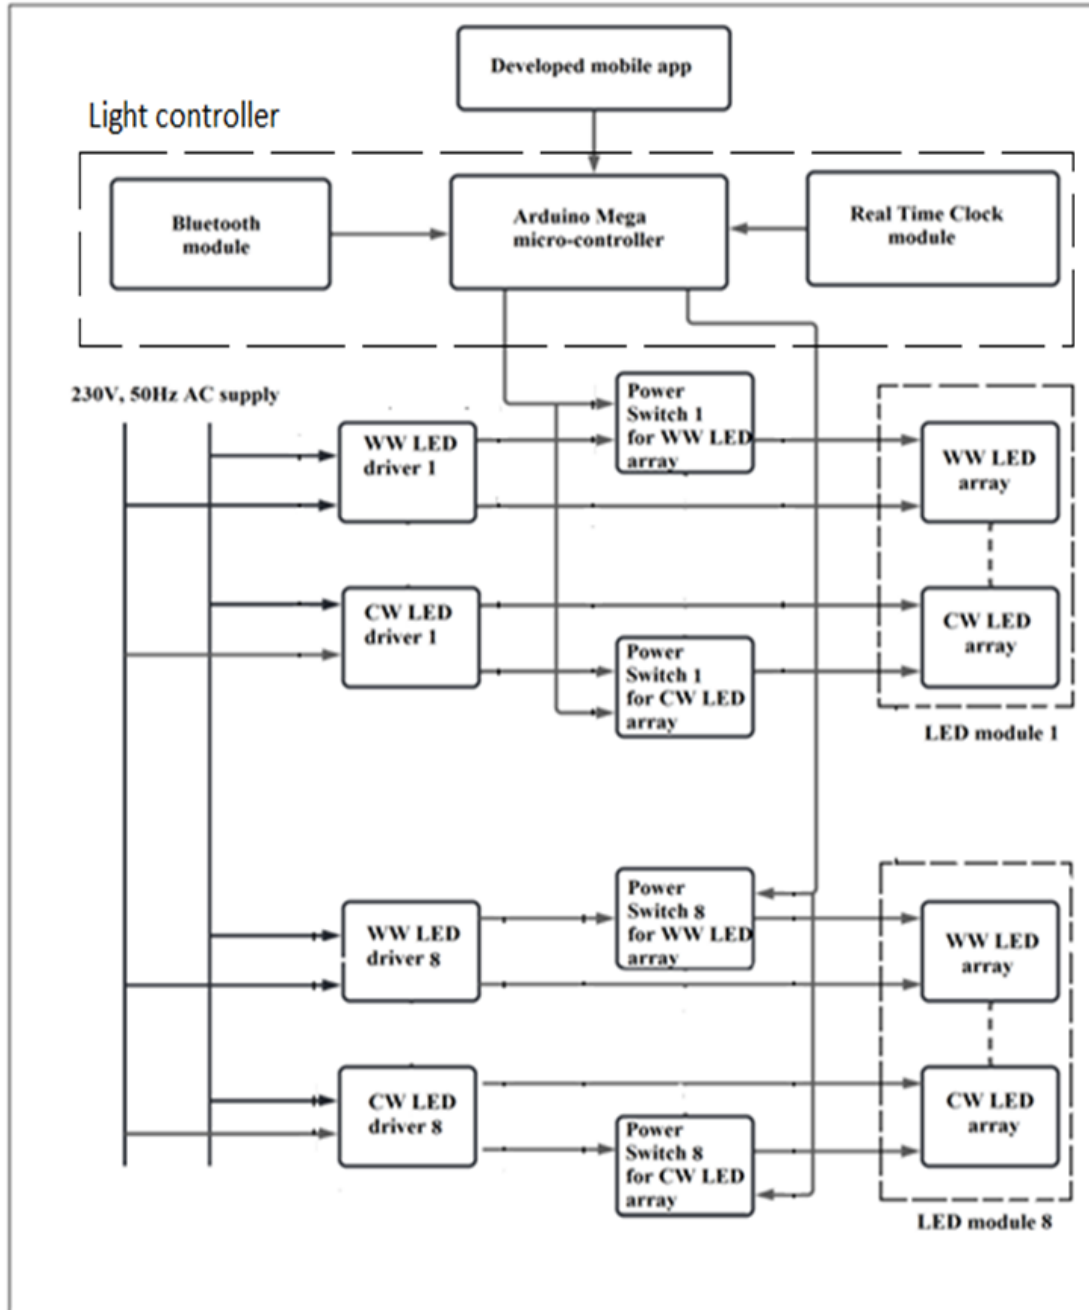 Developed mobile app
Light controller
Bluetooth
module
Arduino Mega
micro-controller
Real Time Clock
module
230V, 50Hz AC supply
Power
Switch 1
for WW LED
array
WW LED
driver 1
WW LED
array
CW LED
driver 1
CW LED
array
Power
Switch 1
for CW LED
array
LED module 1
Power
Switch 8
for WW LED
array
WW LED
driver 8
WW LED
array
CW LED
driver 8
CW LED
array
Power
Switch 8
for CW LED
array
LED module 8